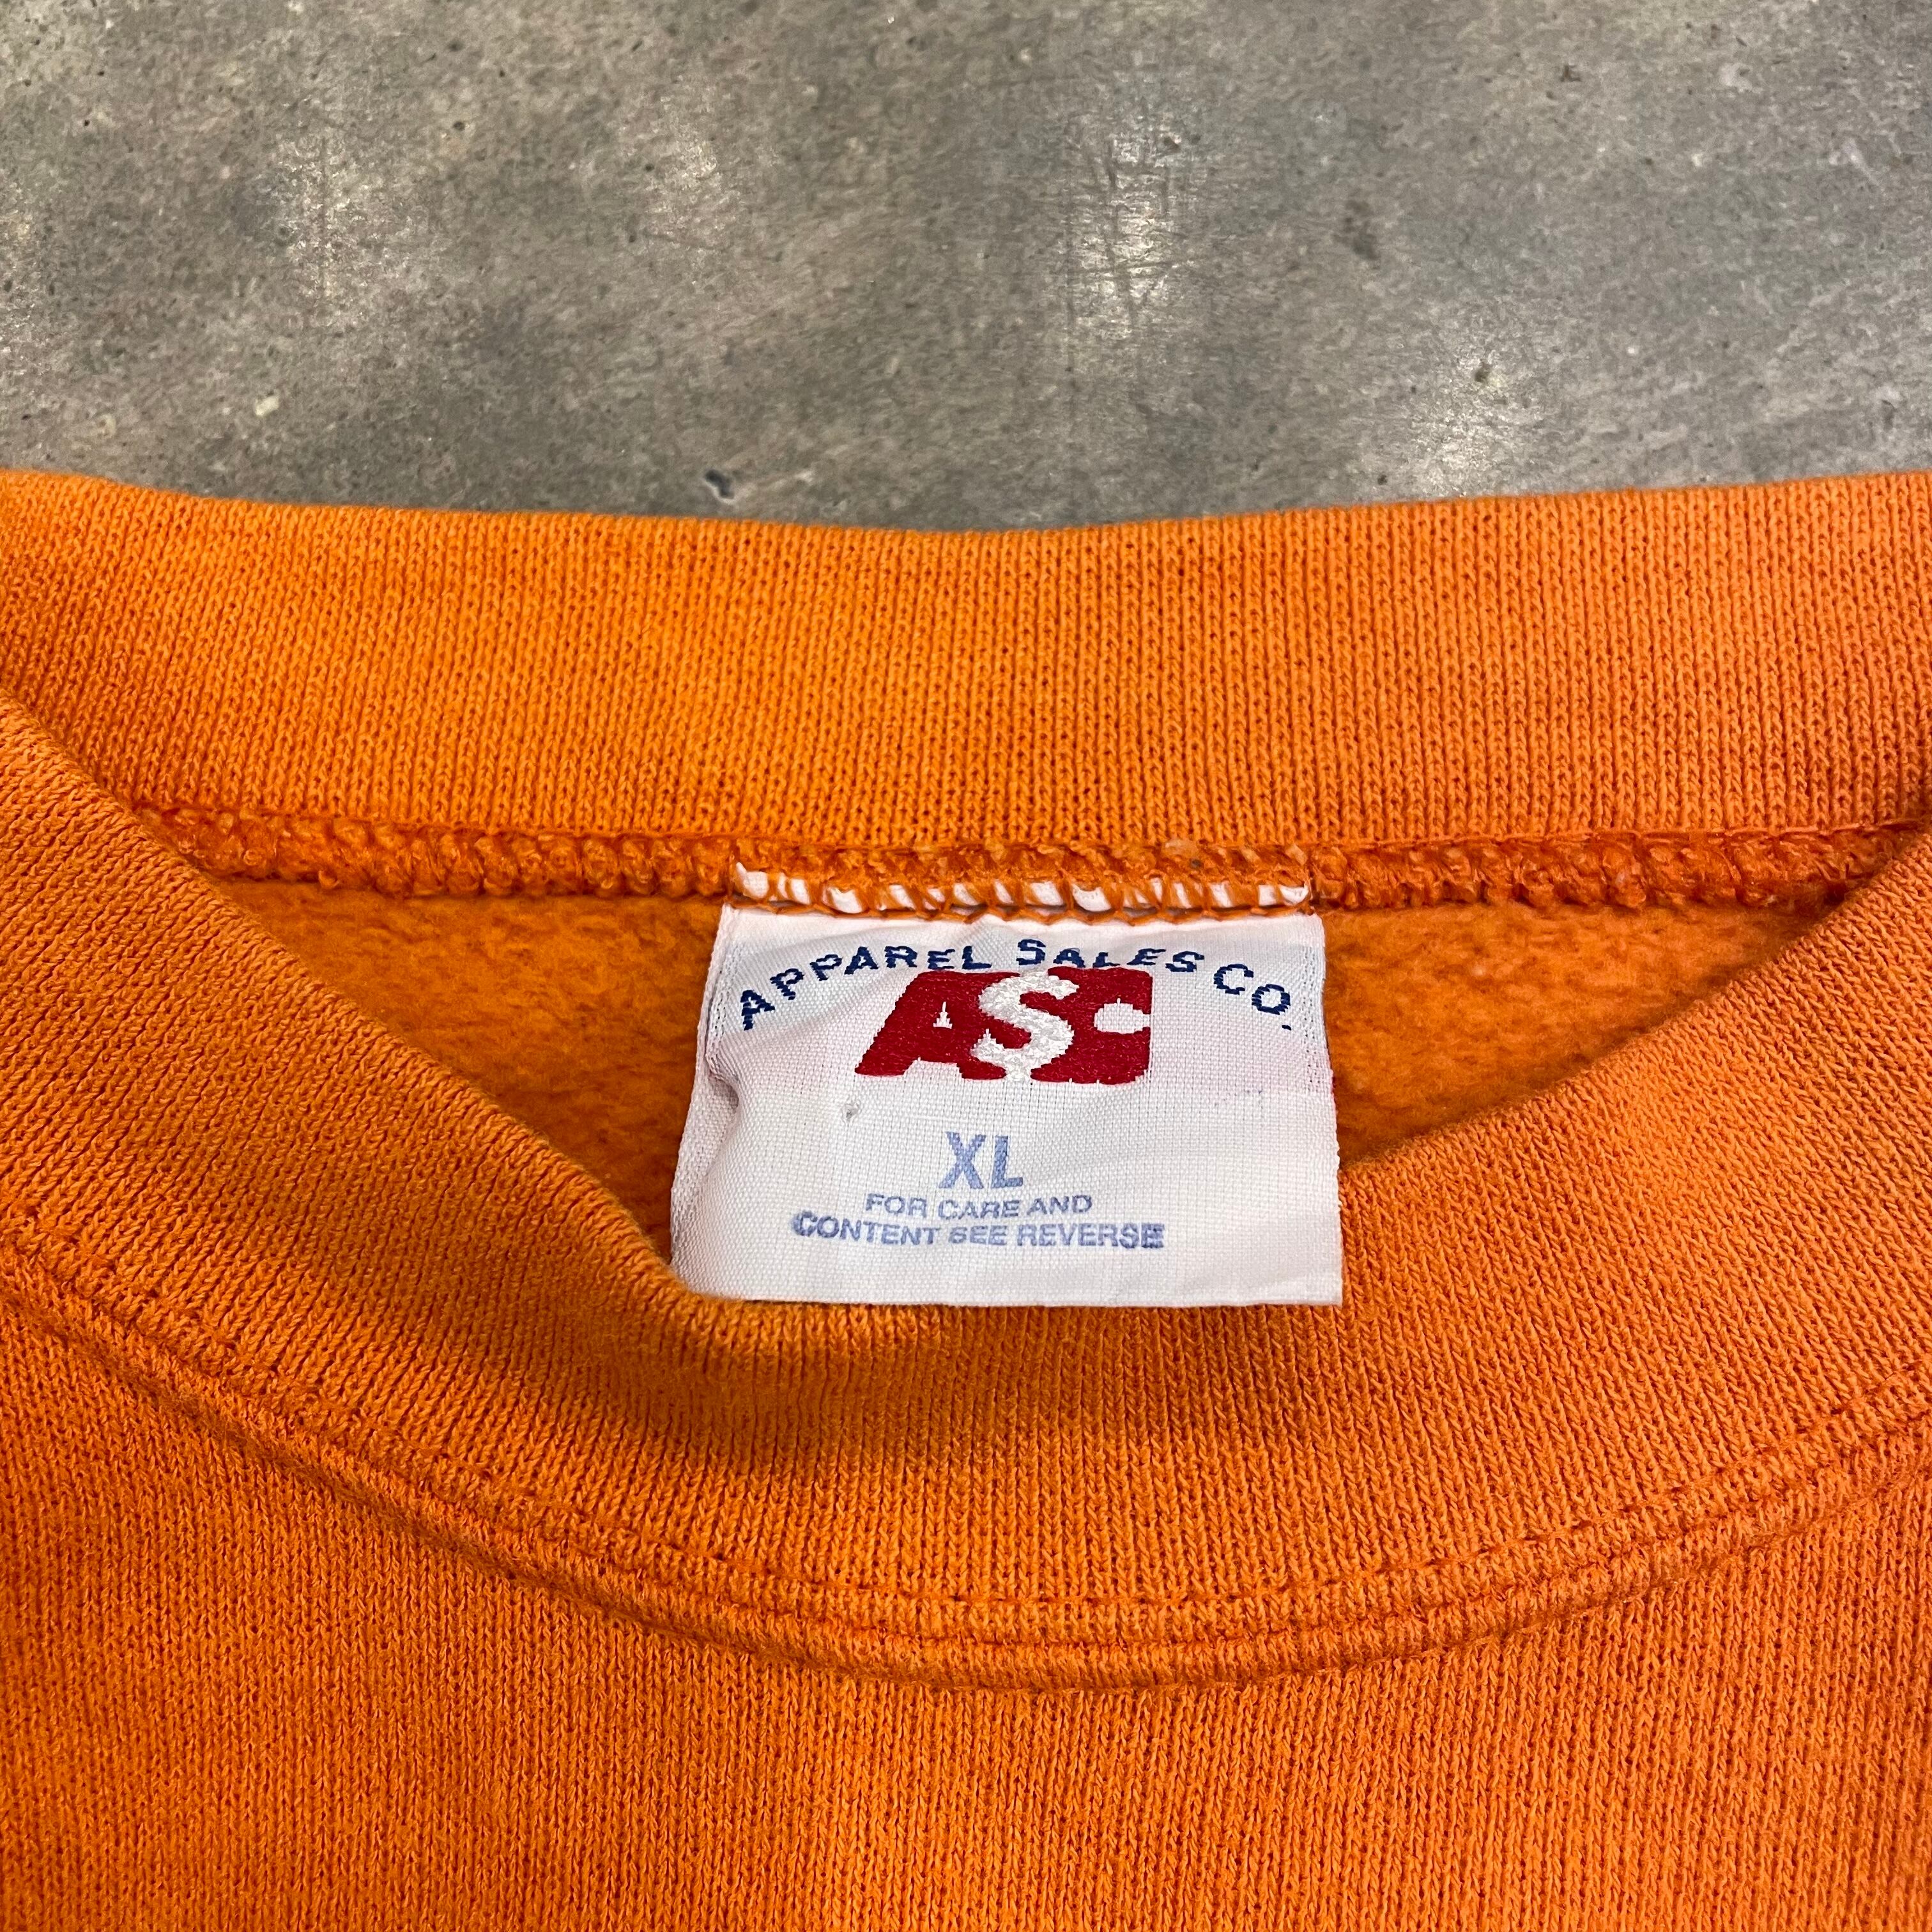 APPAREL SALES CO.
ASC
XL
FOR CARE AND
CONTENT SEE REVERSE